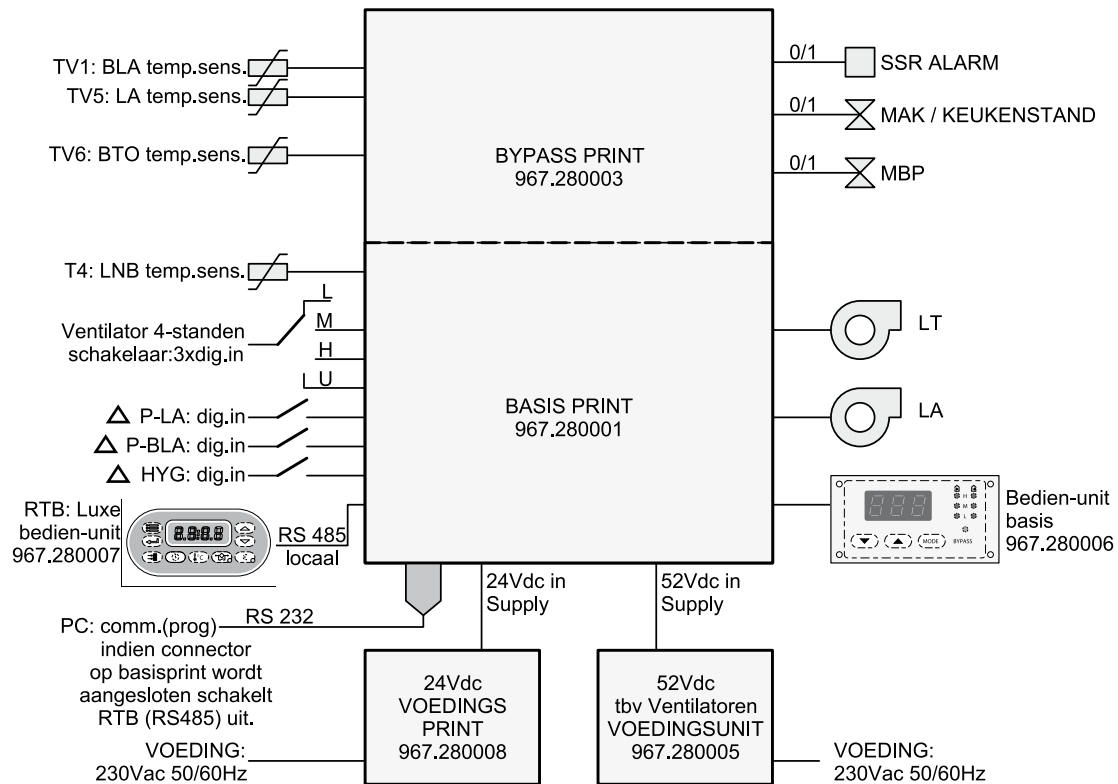 TV1: BLA temp.sens.
TV5: LA temp.sens.
TV6: BTO temp.sens.
BYPASS PRINT
967.280003
0/1
SSR ALARM
0/1
MAK / KEUKENSTAND
0/1
MBP
T4: LNB temp.sens.
L
M
H
U
Ventilator 4-standen
schakelaar:3xdig.in
P-LA: dig.in
P-BLA: dig.in
HYG: dig.in
BASIS PRINT
967.280001
LT
LA
RTB: Luxe
bedien-unit
967.280007
8.8:8.8
RS 485
locaal
888
H
M
L
MODE
BYPASS
Bedien-unit
basis
967.280006
24Vdc in
Supply
52Vdc in
Supply
RS 232
PC: comm.(prog)
indien connector
op basisprint wordt
aangesloten schakelt
RTB (RS485) uit.
24Vdc
VOEDINGS
PRINT
967.280008
52Vdc
tbv Ventilatoren
VOEDINGSUNIT
967.280005
VOEDING:
230Vac 50/60Hz
VOEDING:
230Vac 50/60Hz